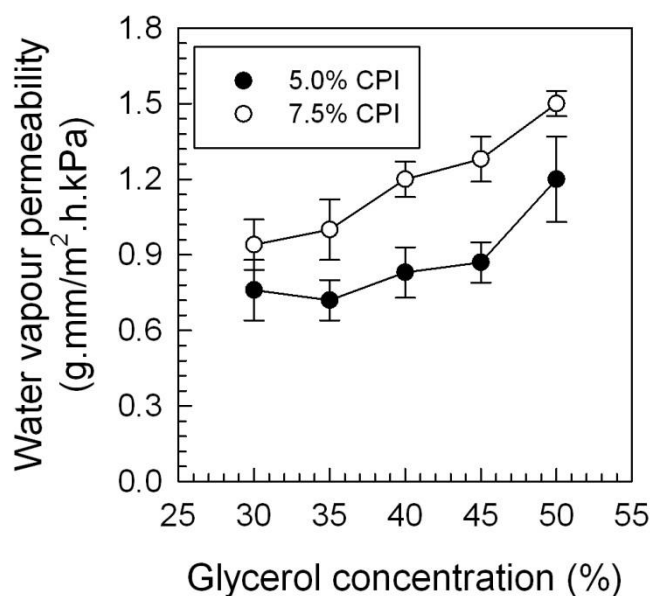 Water vapour permeability
(g.mm/m².h.kPa)
1.8
1.5
1.2
0.9
0.6
0.3
0.0
5.0% CPI
7.5% CPI
25 30 35 40 45 50 55
Glycerol concentration (%)